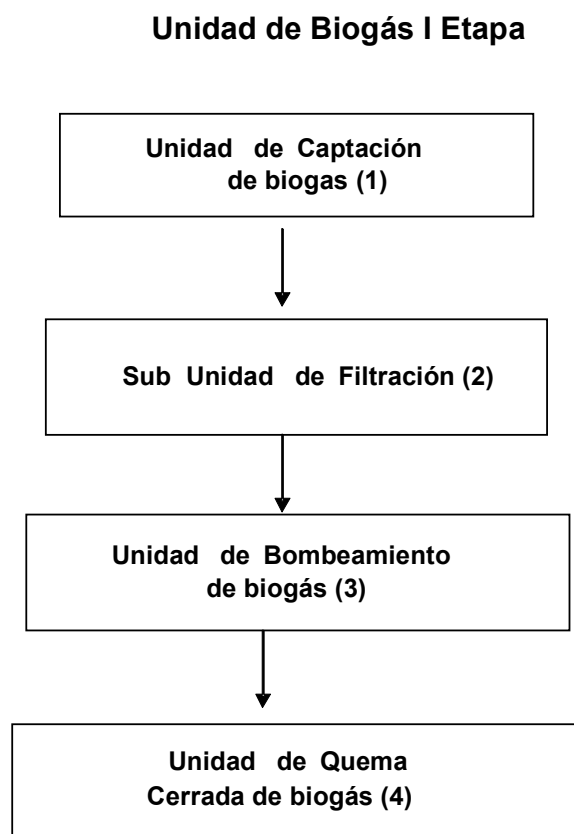 Unidad de Biogás I Etapa
Unidad de Captación
de biogas (1)
Sub Unidad de Filtración (2)
Unidad de Bombeamiento
de biogás (3)
Unidad de Quema
Cerrada de biogás (4)